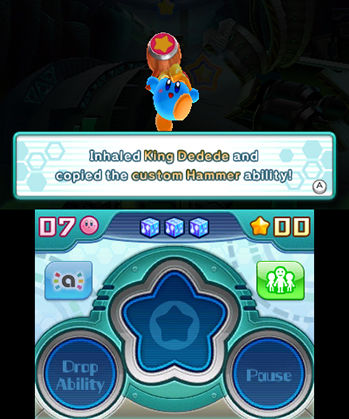 Inhaled King Dedede and
copied the custom Hammer ability!
A
07
00
a
Drop
Ability
Pause